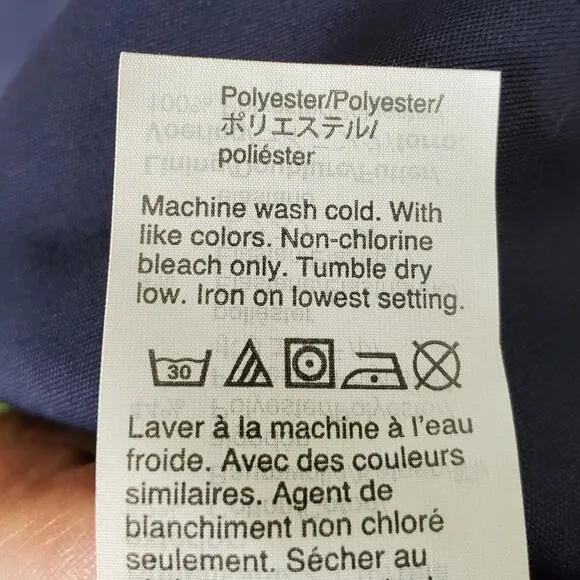 Polyester/Polyester/
ポリエステル/
poliéster
Machine wash cold. With
like colors. Non-chlorine
bleach only. Tumble dry
low. Iron on lowest setting.
30
Laver à la machine à l'eau
froide. Avec des couleurs
similaires. Agent de
blanchiment non chloré
seulement. Sécher au